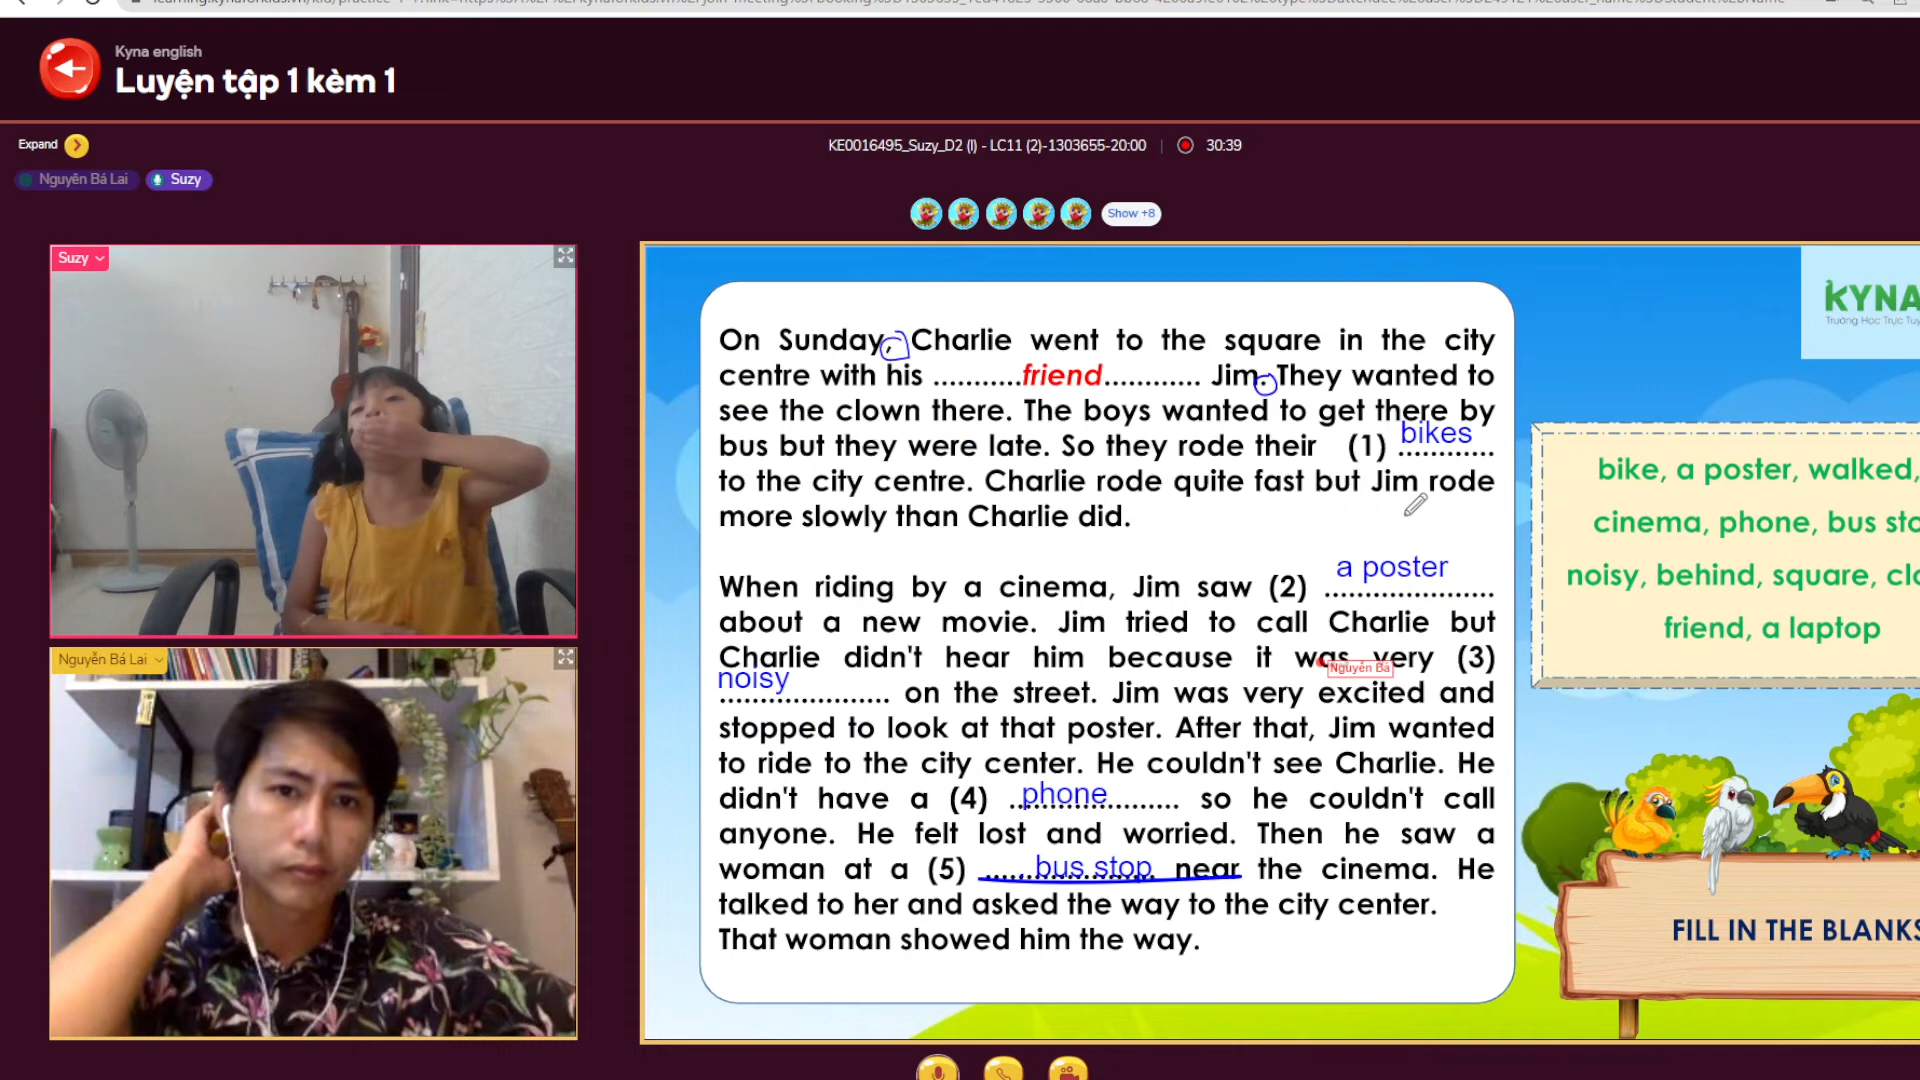 Kyna english
Luyện tập 1 kèm 1
Expand
KE0016495_Suzy_D2 (I) - LC11 (2)-1303655-20:00 | 30:39
Nguyễn Bá Lai
Suzy
Show +8
Suzy
Nguyễn Bá Lai
KYNA
On Sunday, Charlie went to the square in the city
centre with his ...........friend............ Jim. They wanted to
see the clown there. The boys wanted to get there by
bus but they were late. So they rode their (1) bikes
to the city centre. Charlie rode quite fast but Jim rode
more slowly than Charlie did.
When riding by a cinema, Jim saw (2) a poster
about a new movie. Jim tried to call Charlie but
Charlie didn't hear him because it was very (3)
Nguyễn Bá
noisy on the street. Jim was very excited and
stopped to look at that poster. After that, Jim wanted
to ride to the city center. He couldn't see Charlie. He
didn't have a (4) phone so he couldn't call
anyone. He felt lost and worried. Then he saw a
woman at a (5) bus stop near the cinema. He
talked to her and asked the way to the city center.
That woman showed him the way.
bike, a poster, walked,
cinema, phone, bus sto
noisy, behind, square, clo
friend, a laptop
FILL IN THE BLANKS